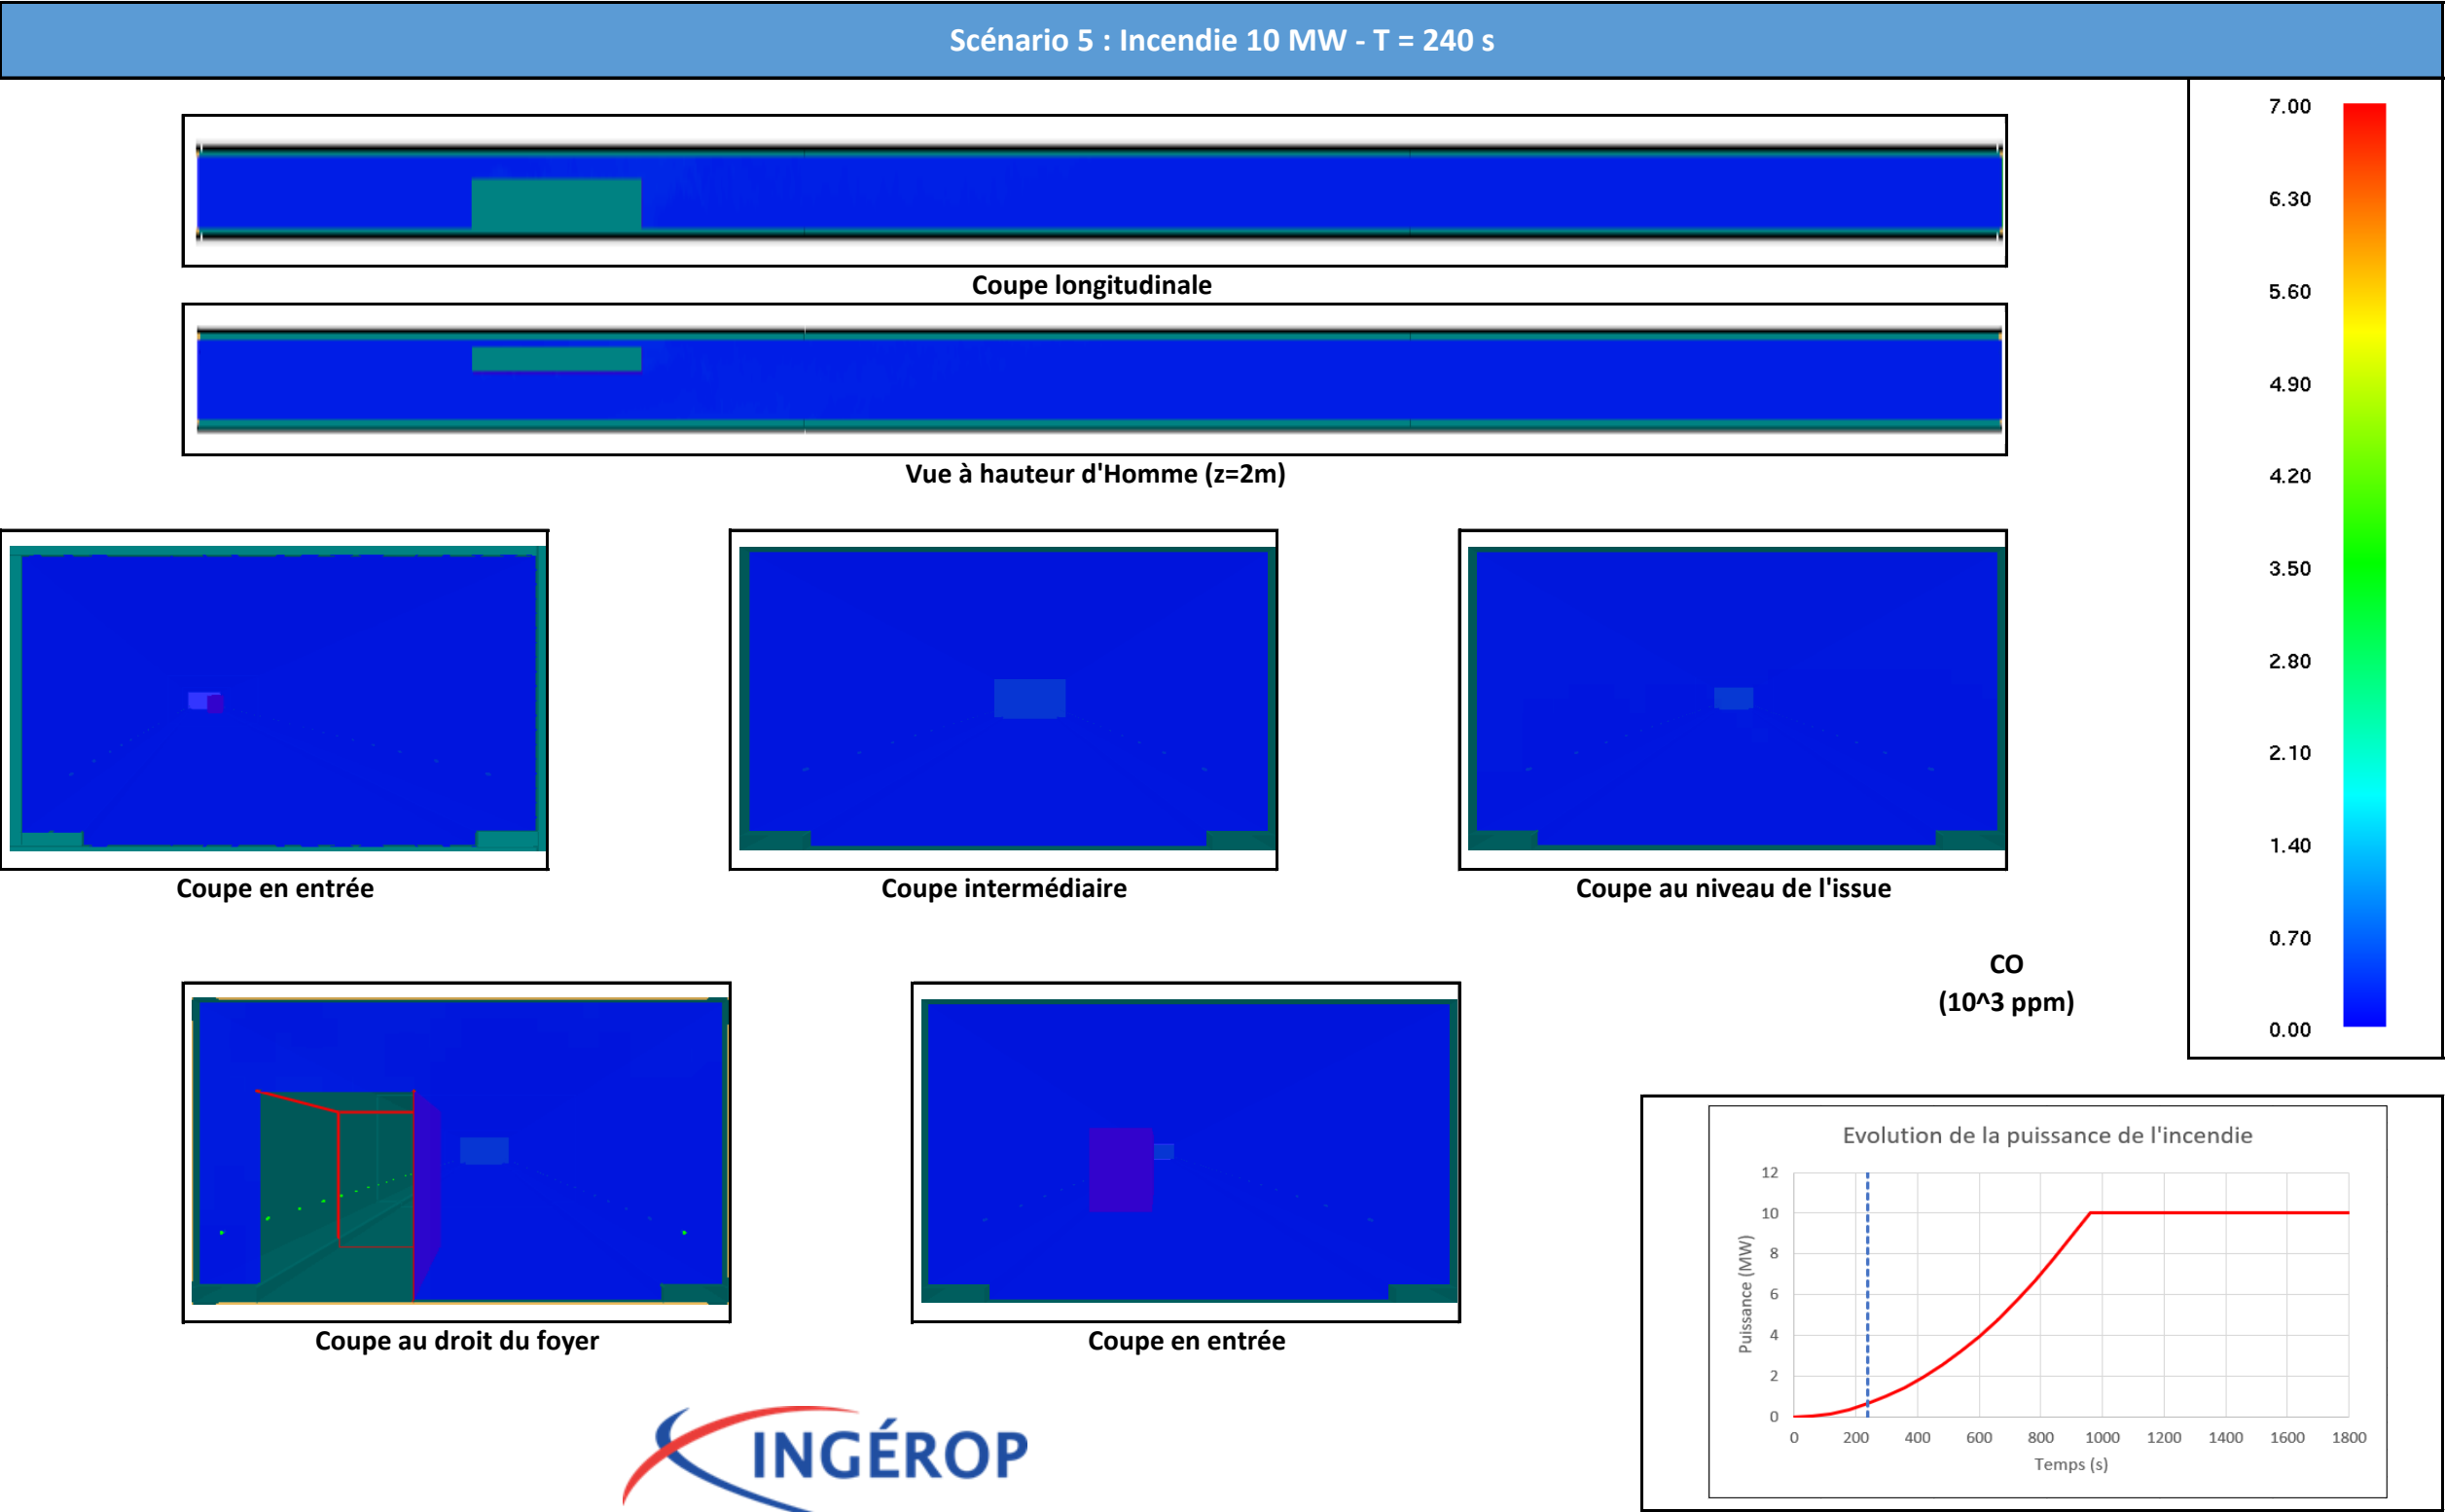 Scénario 5 : Incendie 10 MW - T = 240 s
Coupe longitudinale
Vue à hauteur d'Homme (z=2m)
Coupe en entrée
Coupe intermédiaire
Coupe au niveau de l'issue
Coupe au droit du foyer
Coupe en entrée
7.00
6.30
5.60
4.90
4.20
3.50
2.80
2.10
1.40
0.70
0.00
CO
(10^3 ppm)
Evolution de la puissance de l'incendie
Puissance (MW)
12
10
8
6
4
2
0
0 200 400 600 800 1000 1200 1400 1600 1800
Temps (s)
INGÉROP